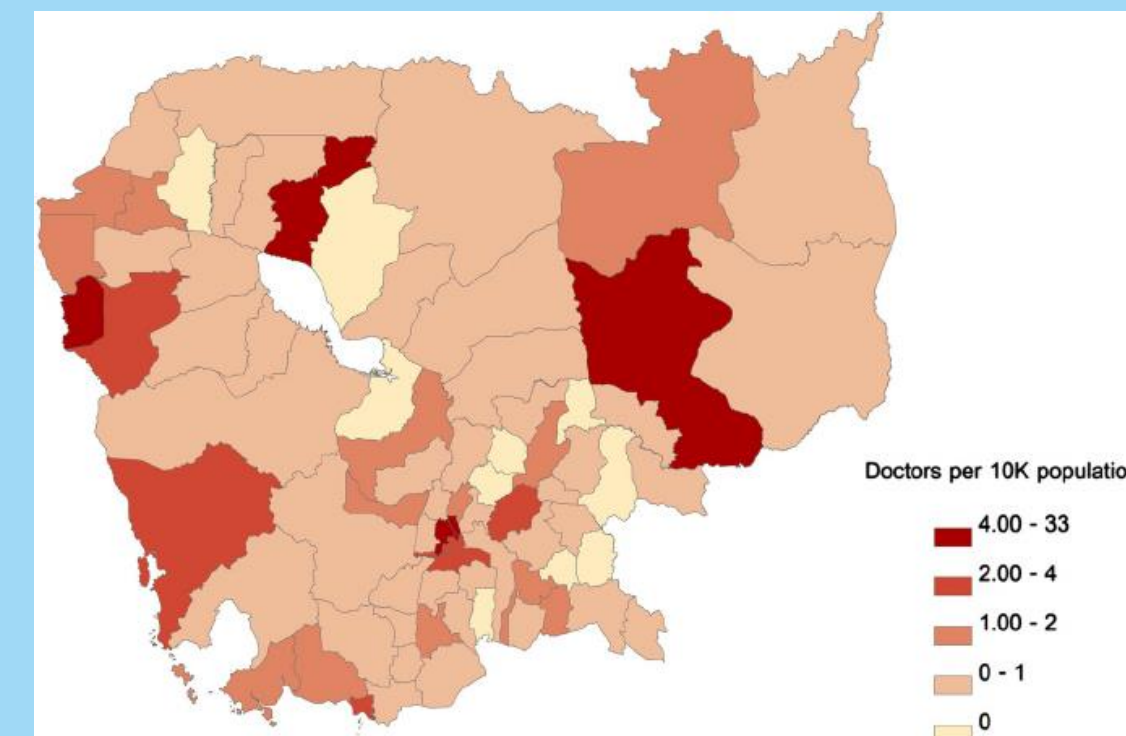 Doctors per 10K populatio
4.00 - 33
2.00 - 4
1.00 - 2
0 - 1
0